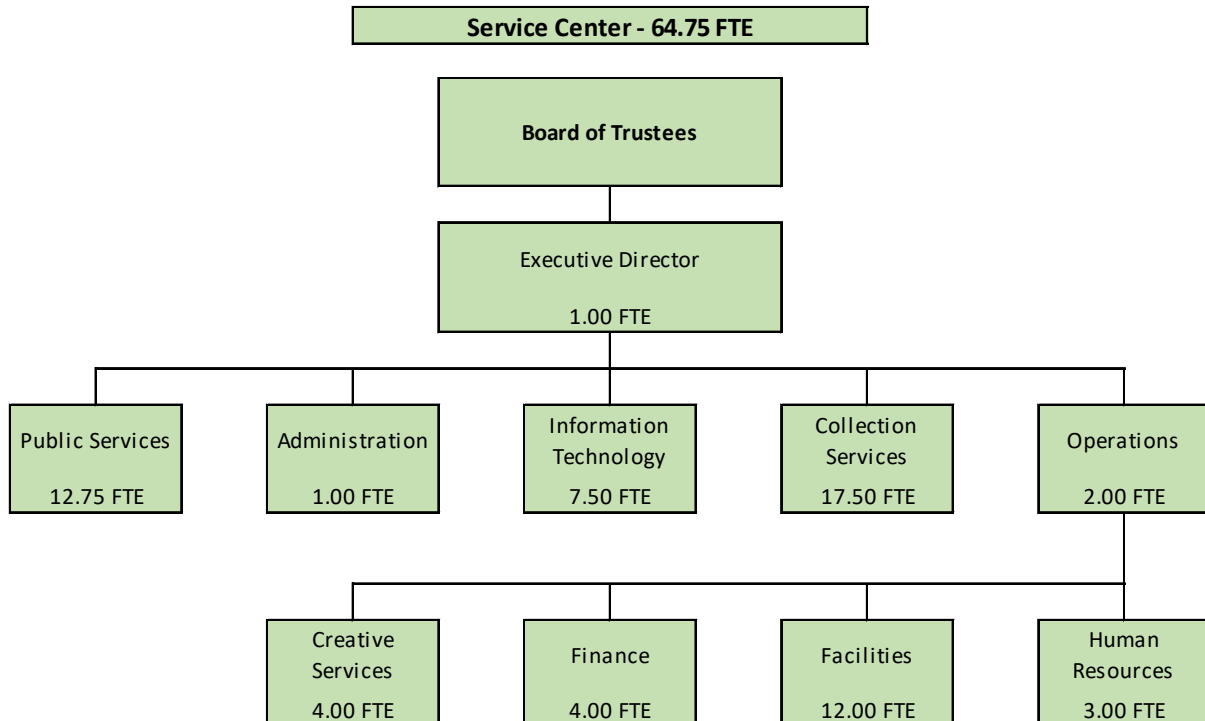 Service Center - 64.75 FTE
Board of Trustees
Executive Director
1.00 FTE
Public Services
12.75 FTE
Administration
1.00 FTE
Information
Technology
7.50 FTE
Collection
Services
17.50 FTE
Operations
2.00 FTE
Creative
Services
4.00 FTE
Finance
4.00 FTE
Facilities
12.00 FTE
Human
Resources
3.00 FTE